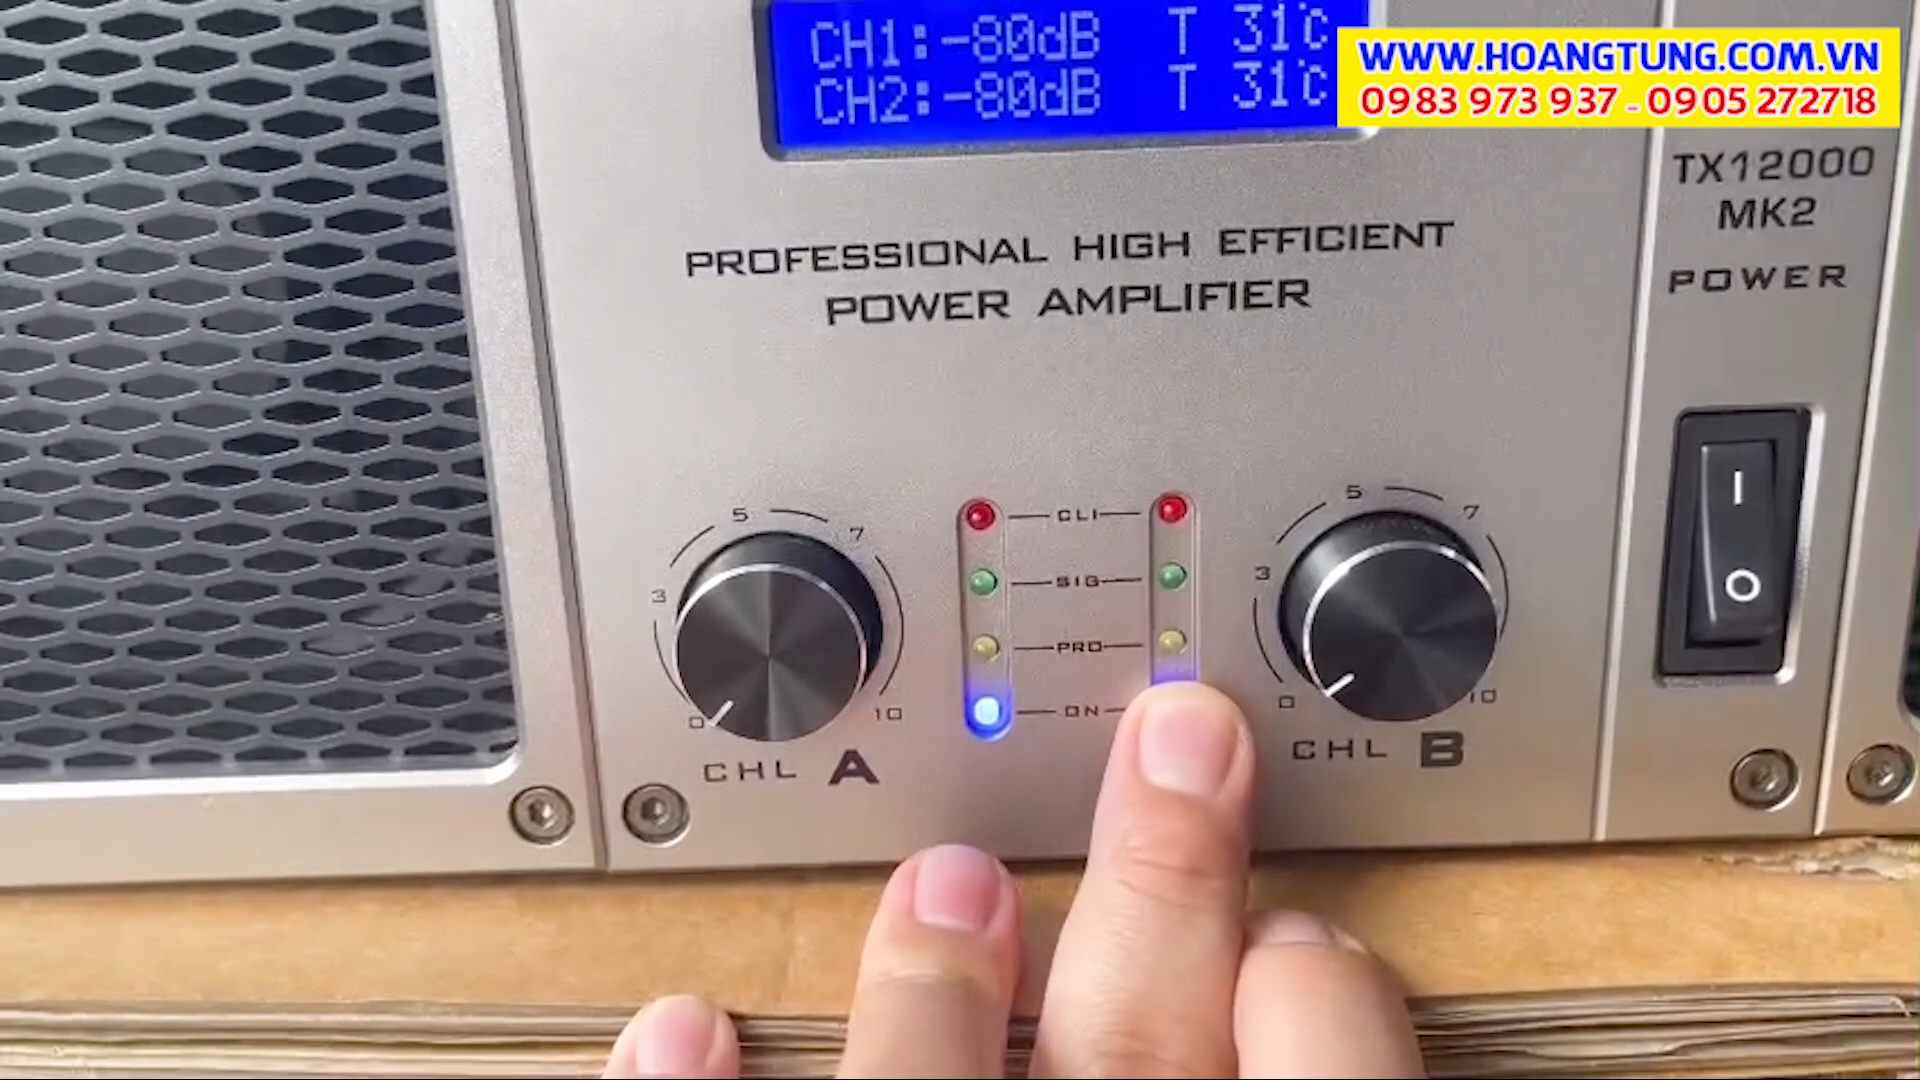 CH1:-80dB T 31°C
CH2:-80dB T 31°C
WWW.HOANGTUNG.COM.VN
0983 973 937 - 0905 272718
TX12000
MK2
POWER
PROFESSIONAL HIGH EFFICIENT
POWER AMPLIFIER
0 3 5 7 10
CHL A
CLI
SIG
PRO
ON
0 3 5 7 10
CHL B
I
O